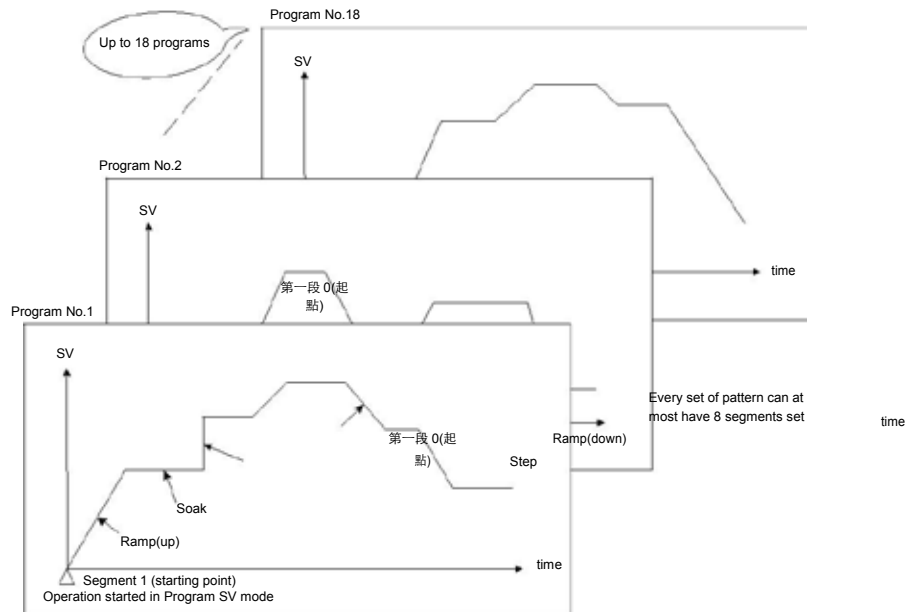 Program No.18
Up to 18 programs
SV
time
Program No.2
SV
第一段 0(起
點)
Program No.1
SV
Every set of pattern can at
most have 8 segments set
time
Ramp(down)
第一段 0(起
點)
Step
Soak
Ramp(up)
time
Segment 1 (starting point)
Operation started in Program SV mode